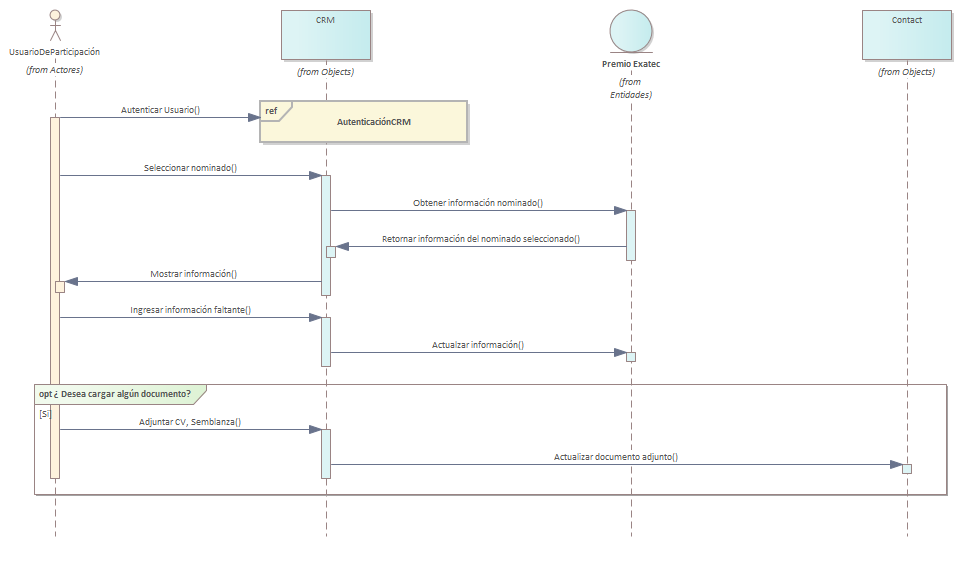 CRM
Contact
UsuarioDeParticipación
(from Actores)
(from Objects)
Premio Exatec
(from
Entidades)
(from Objects)
Autenticar Usuario()
ref
AutenticaciónCRM
Seleccionar nominado()
Obtener información nominado()
Retornar información del nominado seleccionado()
Mostrar información()
Ingresar información faltante()
Actualzar información()
opt ¿ Desea cargar algún documento?
[Si]
Adjuntar CV, Semblanza()
Actualizar documento adjunto()